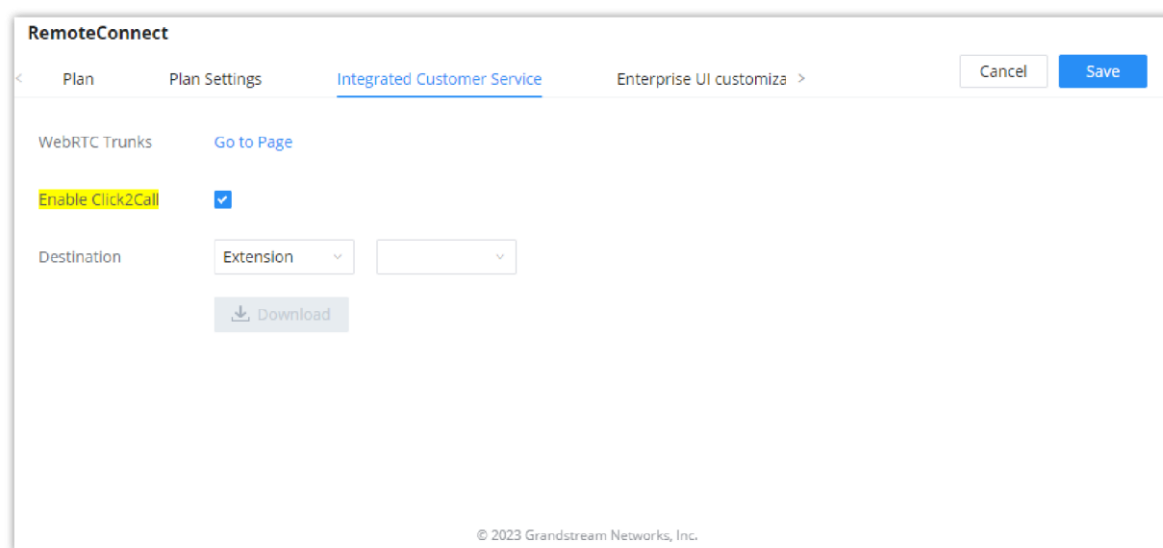 RemoteConnect
< Plan Plan Settings Integrated Customer Service Enterprise UI customiza > Cancel Save
WebRTC Trunks Go to Page
Enable Click2Call
Destination Extension
Download
© 2023 Grandstream Networks, Inc.